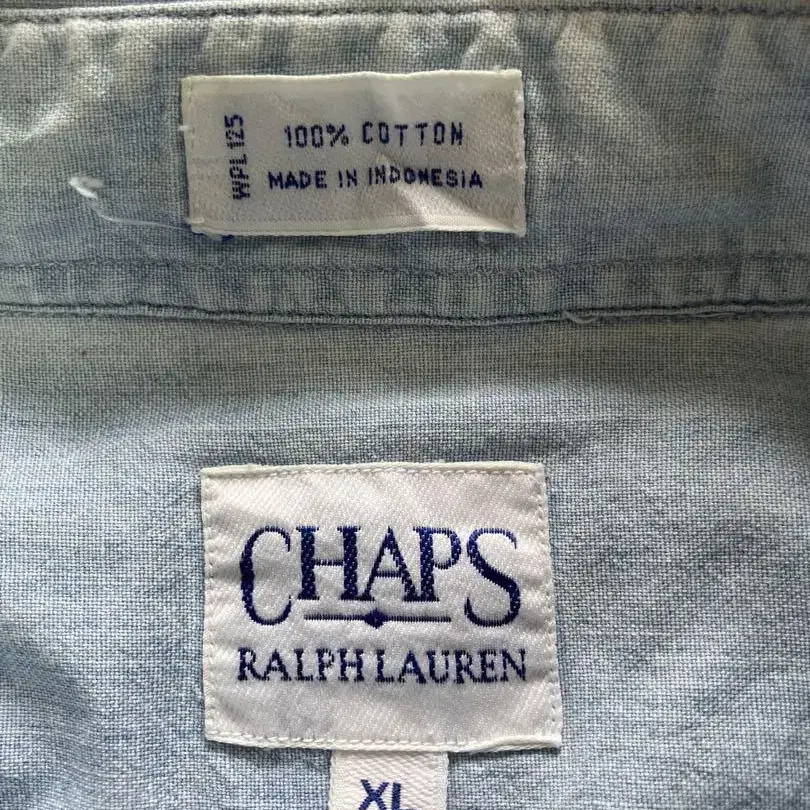 WPL 125
100% COTTON
MADE IN INDONESIA
CHAPS
RALPH LAUREN
XL